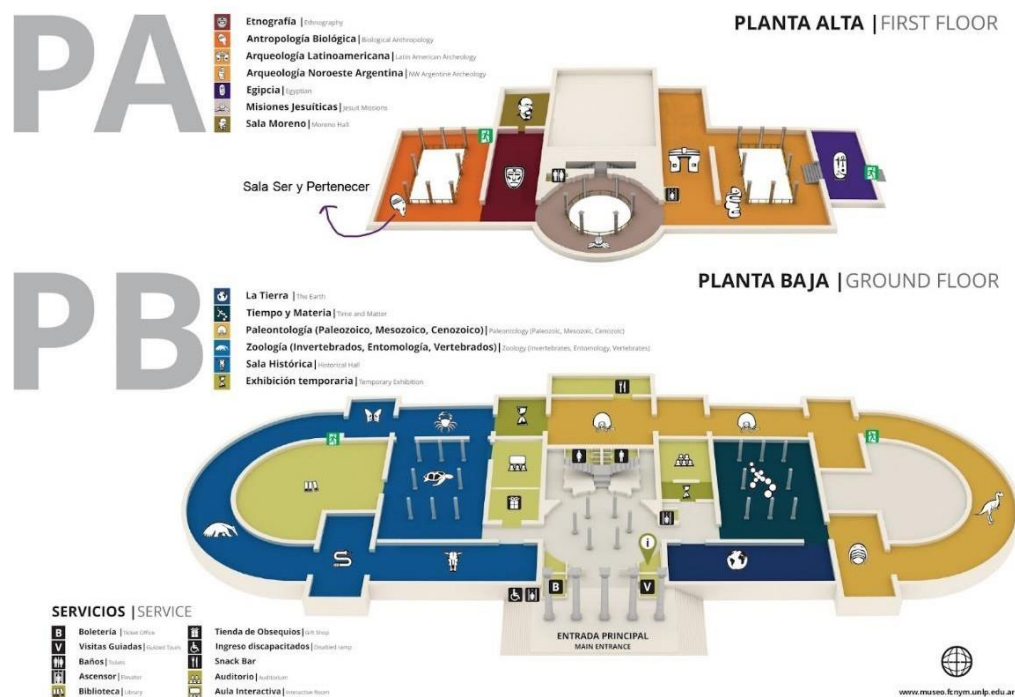 PA
Etnografía | Ethnography
Antropología Biológica | Biological Anthropology
Arqueología Latinoamericana | Latin American Archeology
Arqueología Noroeste Argentina | NW Argentine Archeology
Egipcia | Egyptian
Misiones Jesuíticas | Jesuit Missions
Sala Moreno | Moreno Hall
PLANTA ALTA | FIRST FLOOR
Sala Ser y Pertenecer
PB
La Tierra | The Earth
Tiempo y Materia | Time and Matter
Paleontología (Paleozoico, Mesozoico, Cenozoico) | Paleontology (Paleozoic, Mesozoic, Cenozoic)
Zoología (Invertebrados, Entomología, Vertebrados) | Zoology (Invertebrates, Entomology, Vertebrates)
Sala Histórica | Historical Hall
Exhibición temporaria | Temporary Exhibition
PLANTA BAJA | GROUND FLOOR
i
B
V
ENTRADA PRINCIPAL
MAIN ENTRANCE
SERVICIOS | SERVICE
B Boletería | Ticket Office
V Visitas Guiadas | Guided Tours
Baños | Toilets
Ascensor | Elevator
Biblioteca | Library
Tienda de Obsequios | Gift Shop
Ingreso discapacitados | Disabled ramp
Snack Bar
Auditorio | Auditorium
Aula Interactiva | Interactive Room
www.museo.fcnym.unlp.edu.ar